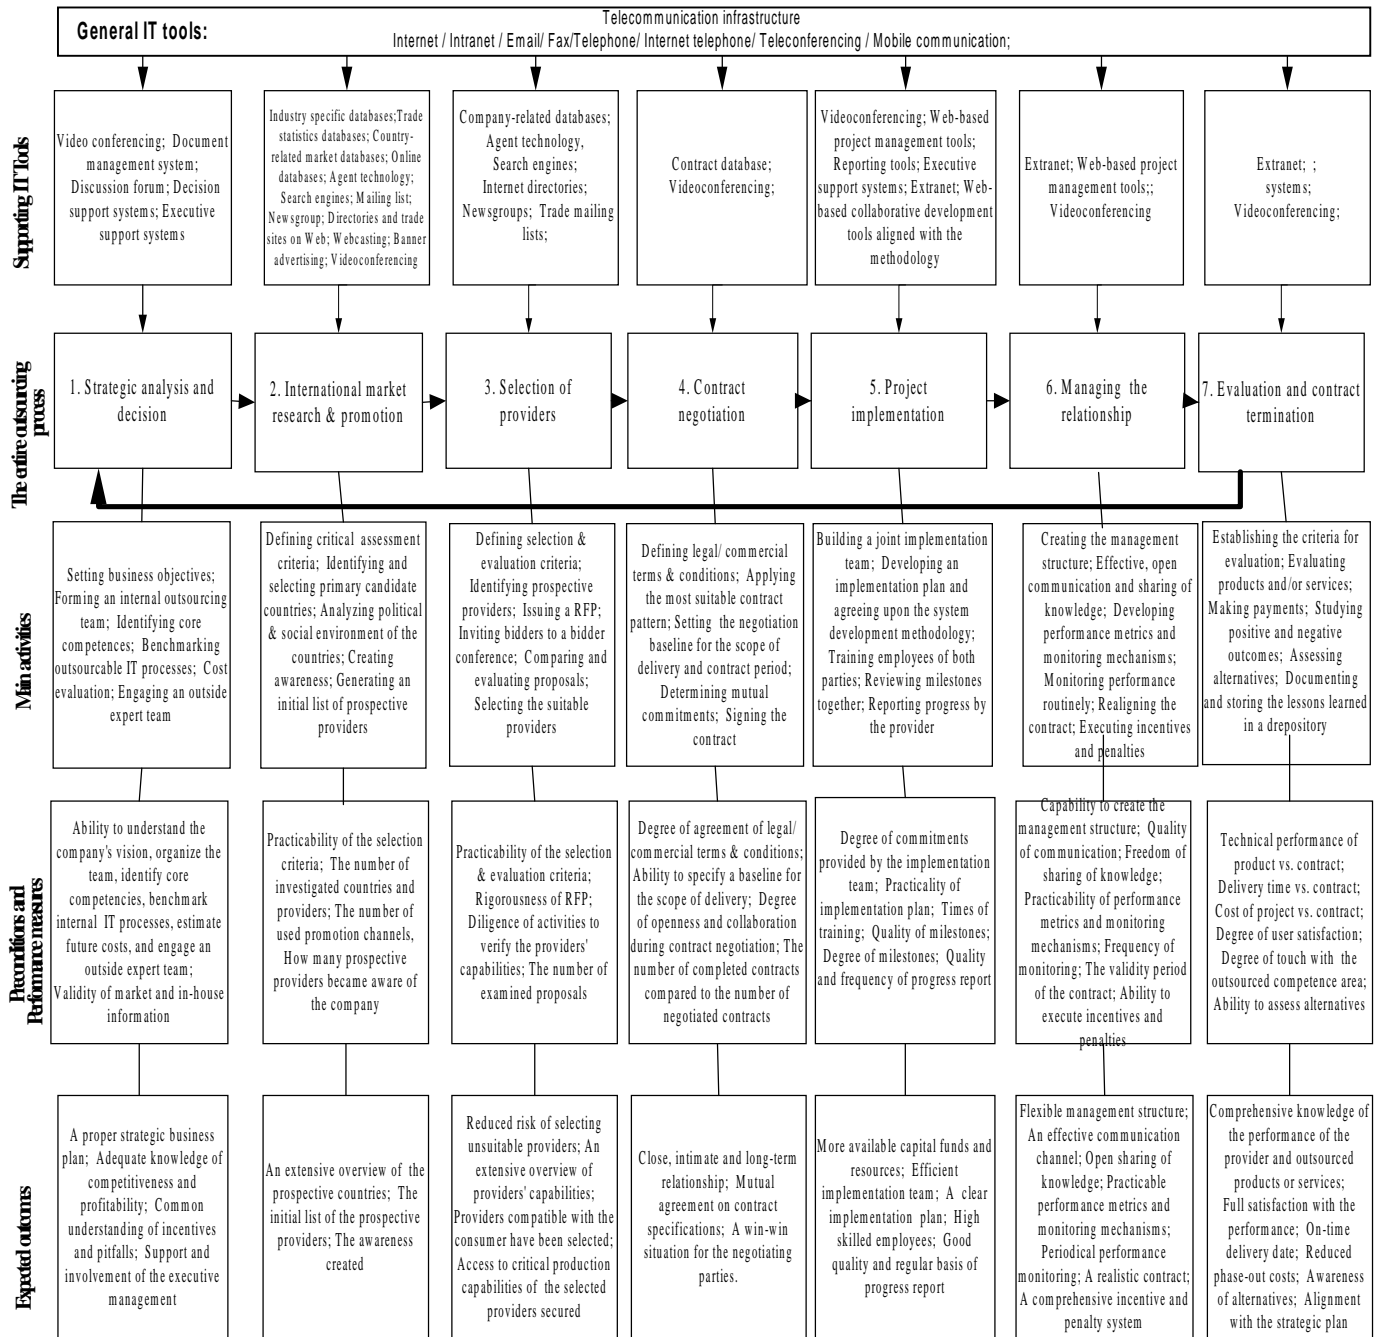 General IT tools:
Telecommunication infrastructure
Internet / Intranet / Email/ Fax/Telephone/ Internet telephone/ Teleconferencing / Mobile communication;
Supporting IT Tools
Video conferencing; Document
management system;
Discussion forum; Decision
support systems; Executive
support systems
Industry specific databases;Trade
statistics databases; Country-
related market databases; Online
databases; Agent technology;
Search engines; Mailing list;
Newsgroup; Directories and trade
sites on Web; Webcasting; Banner
advertising; Videoconferencing
Company-related databases;
Agent technology,
Search engines;
Internet directories;
Newsgroups; Trade mailing
lists;
Contract database;
Videoconferencing;
Videoconferencing; Web-based
project management tools;
Reporting tools; Executive
support systems; Extranet; Web-
based collaborative development
tools aligned with the
methodology
Extranet; Web-based project
management tools;;
Videoconferencing
Extranet; ;
systems;
Videoconferencing;
The entire outsourcing
process
1. Strategic analysis and
decision
2. International market
research & promotion
3. Selection of
providers
4. Contract
negotiation
5. Project
implementation
6. Managing the
relationship
7. Evaluation and contract
termination
Main activities
Setting business objectives;
Forming an internal outsourcing
team; Identifying core
competences; Benchmarking
outsourcable IT processes; Cost
evaluation; Engaging an outside
expert team
Defining critical assessment
criteria; Identifying and
selecting primary candidate
countries; Analyzing political
& social environment of the
countries; Creating
awareness; Generating an
initial list of prospective
providers
Defining selection &
evaluation criteria;
Identifying prospective
providers; Issuing a RFP;
Inviting bidders to a bidder
conference; Comparing and
evaluating proposals;
Selecting the suitable
providers
Defining legal/ commercial
terms & conditions; Applying
the most suitable contract
pattern; Setting the negotiation
baseline for the scope of
delivery and contract period;
Determining mutual
commitments; Signing the
contract
Building a joint implementation
team; Developing an
implementation plan and
agreeing upon the system
development methodology;
Training employees of both
parties; Reviewing milestones
together; Reporting progress by
the provider
Creating the management
structure; Effective, open
communication and sharing of
knowledge; Developing
performance metrics and
monitoring mechanisms;
Monitoring performance
routinely; Realigning the
contract; Executing incentives
and penalties
Establishing the criteria for
evaluation; Evaluating
products and/or services;
Making payments; Studying
positive and negative
outcomes; Assessing
alternatives; Documenting
and storing the lessons learned
in a drepository
Preconditions and
Performance measures
Ability to understand the
company's vision, organize the
team, identify core
competencies, benchmark
internal IT processes, estimate
future costs, and engage an
outside expert team;
Validity of market and in-house
information
Practicability of the selection
criteria; The number of
investigated countries and
providers; The number of
used promotion channels,
How many prospective
providers became aware of
the company
Practicability of the selection
& evaluation criteria;
Rigorousness of RFP;
Diligence of activities to
verify the providers'
capabilities; The number of
examined proposals
Degree of agreement of legal/
commercial terms & conditions;
Ability to specify a baseline for
the scope of delivery; Degree
of openness and collaboration
during contract negotiation; The
number of completed contracts
compared to the number of
negotiated contracts
Degree of commitments
provided by the implementation
team; Practicality of
implementation plan; Times of
training; Quality of milestones;
Degree of milestones; Quality
and frequency of progress report
Capability to create the
management structure; Quality
of communication; Freedom of
sharing of knowledge;
Practicability of performance
metrics and monitoring
mechanisms; Frequency of
monitoring; The validity period
of the contract; Ability to
execute incentives and
penalties
Technical performance of
product vs. contract;
Delivery time vs. contract;
Cost of project vs. contract;
Degree of user satisfaction;
Degree of touch with the
outsourced competence area;
Ability to assess alternatives
Expected outcomes
A proper strategic business
plan; Adequate knowledge of
competitiveness and
profitability; Common
understanding of incentives
and pitfalls; Support and
involvement of the executive
management
An extensive overview of the
prospective countries; The
initial list of the prospective
providers; The awareness
created
Reduced risk of selecting
unsuitable providers; An
extensive overview of
providers' capabilities;
Providers compatible with the
consumer have been selected;
Access to critical production
capabilities of the selected
providers secured
Close, intimate and long-term
relationship; Mutual
agreement on contract
specifications; A win-win
situation for the negotiating
parties.
More available capital funds and
resources; Efficient
implementation team; A clear
implementation plan; High
skilled employees; Good
quality and regular basis of
progress report
Flexible management structure;
An effective communication
channel; Open sharing of
knowledge; Practicable
performance metrics and
monitoring mechanisms;
Periodical performance
monitoring; A realistic contract;
A comprehensive incentive and
penalty system
Comprehensive knowledge of
the performance of the
provider and outsourced
products or services;
Full satisfaction with the
performance; On-time
delivery date; Reduced
phase-out costs; Awareness
of alternatives; Alignment
with the strategic plan